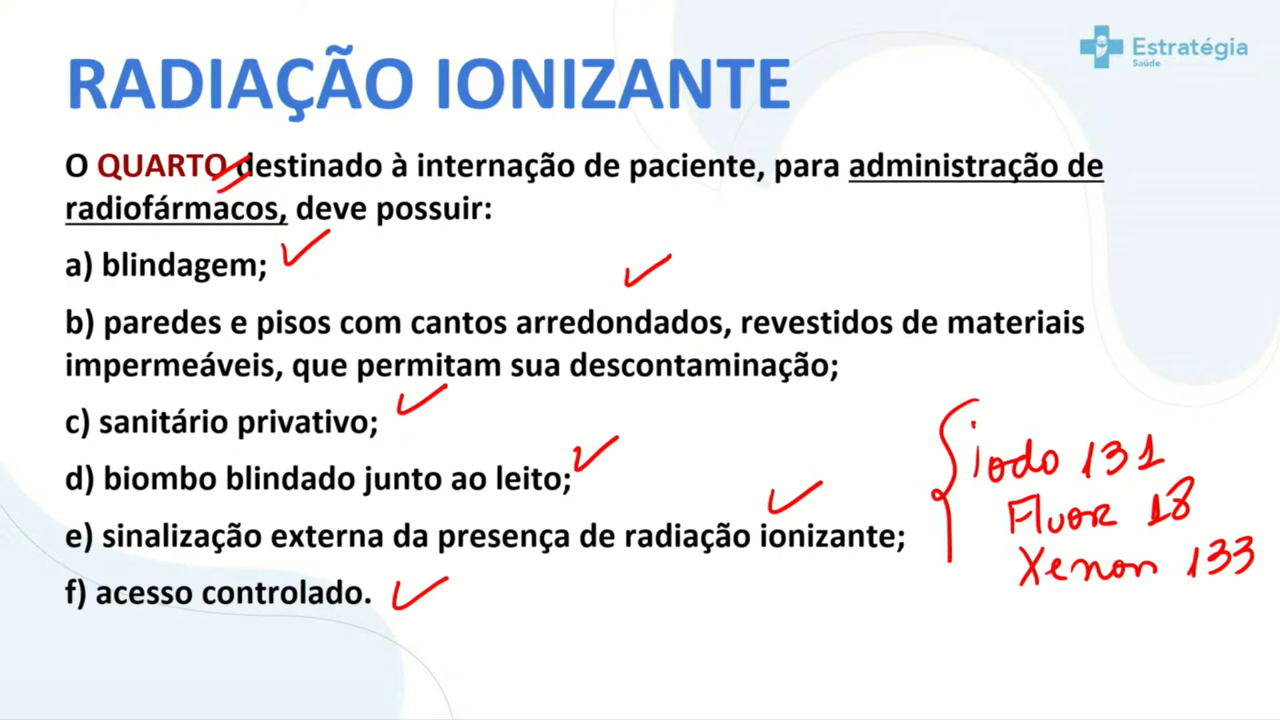 Estratégia
Saúde
RADIAÇÃO IONIZANTE
O QUARTO destinado à internação de paciente, para administração de
radiofármacos, deve possuir:
a) blindagem;
b) paredes e pisos com cantos arredondados, revestidos de materiais
impermeáveis, que permitam sua descontaminação;
c) sanitário privativo;
d) biombo blindado junto ao leito;
e) sinalização externa da presença de radiação ionizante;
f) acesso controlado.
iodo 131
Fluor 18
Xenon 133